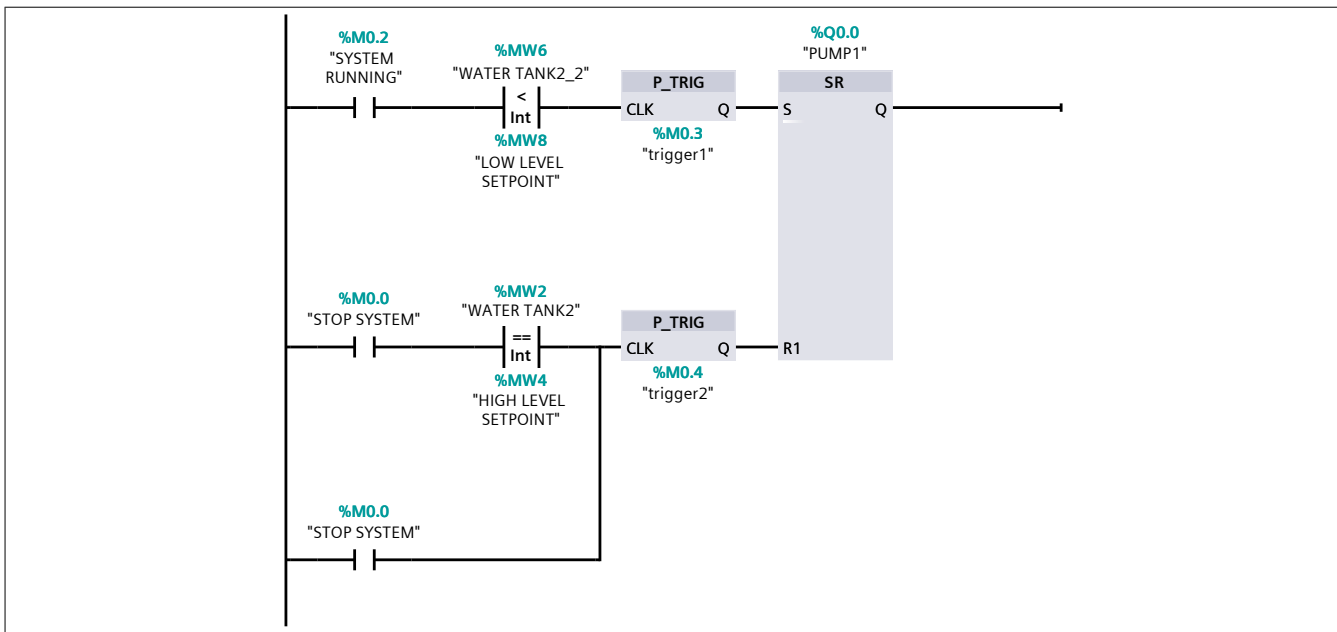 %M0.2
"SYSTEM
RUNNING"
%MW6
"WATER TANK2_2"
<
Int
%MW8
"LOW LEVEL
SETPOINT"
P_TRIG
CLK Q
%M0.3
"trigger1"
%Q0.0
"PUMP1"
SR
S Q
%M0.0
"STOP SYSTEM"
%MW2
"WATER TANK2"
==
Int
%MW4
"HIGH LEVEL
SETPOINT"
P_TRIG
CLK Q
%M0.4
"trigger2"
R1
%M0.0
"STOP SYSTEM"